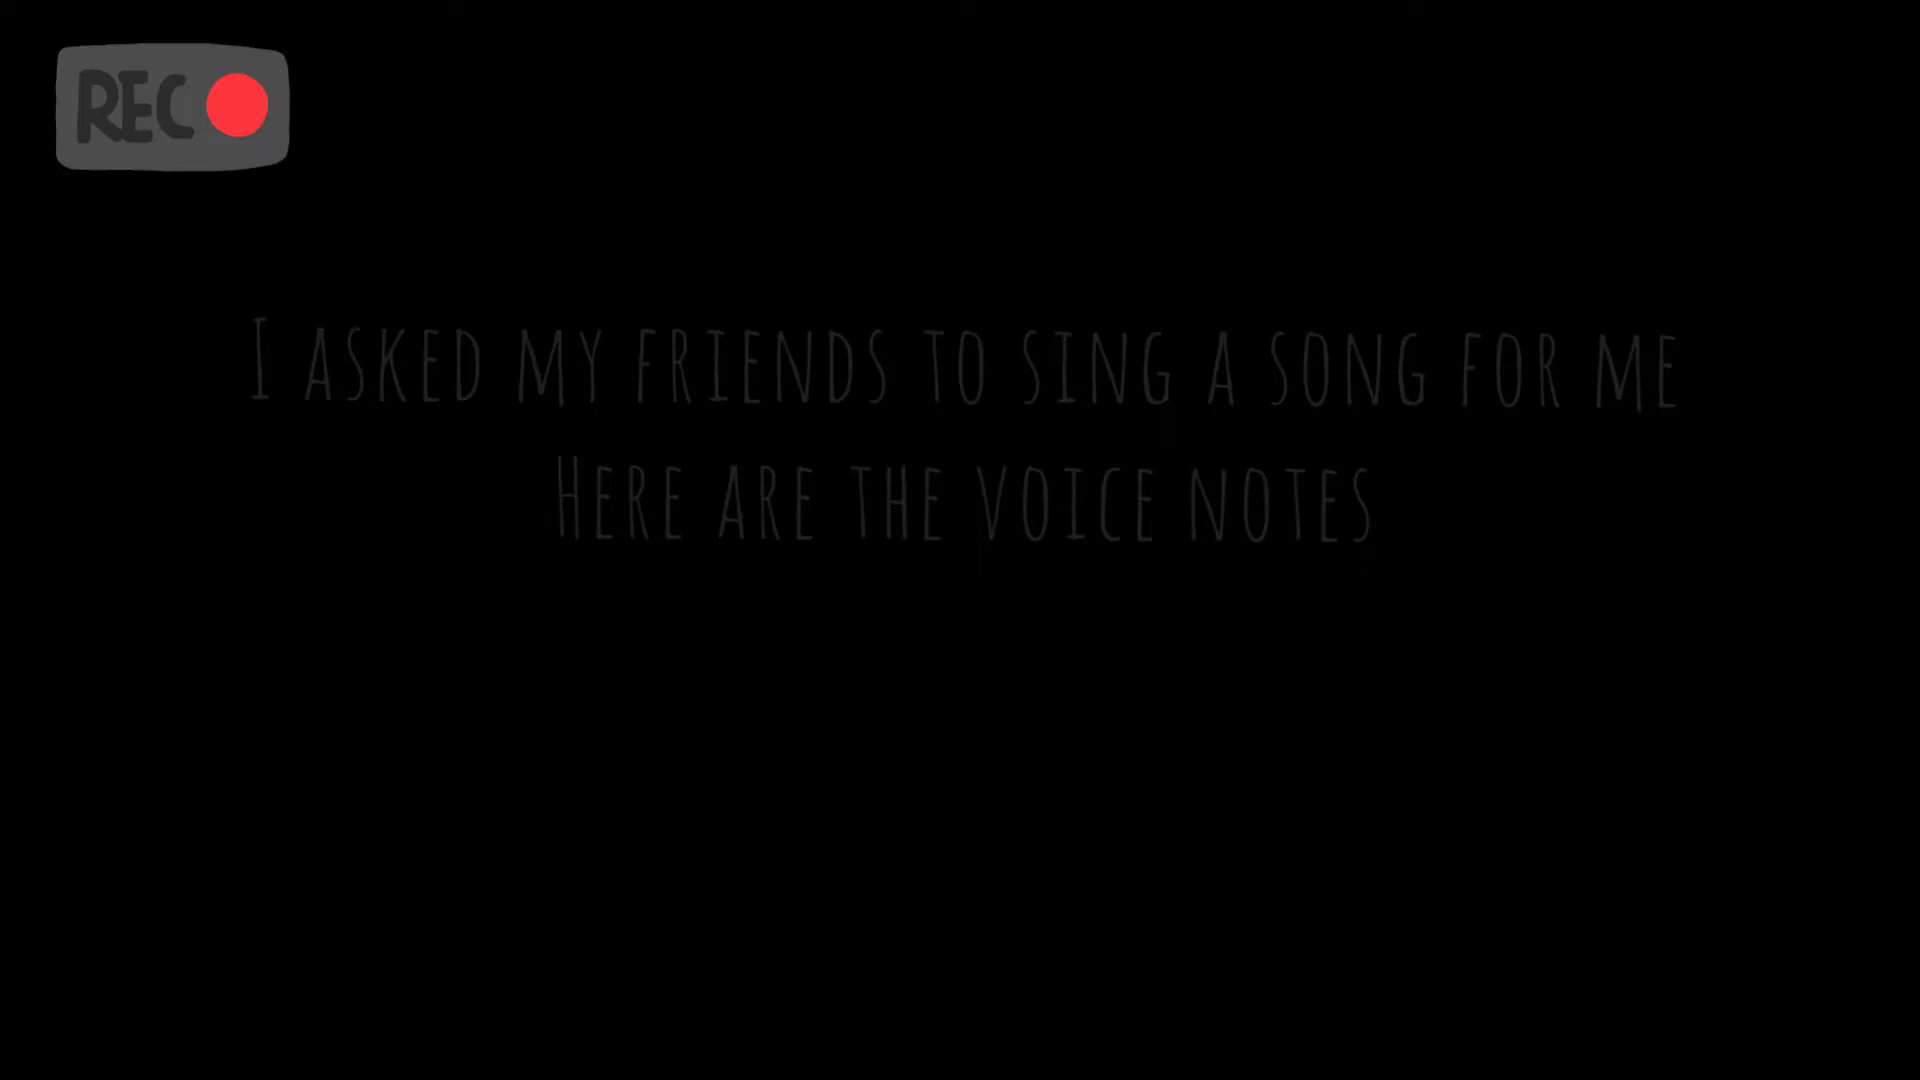 REC
I ASKED MY FRIENDS TO SING A SONG FOR ME
HERE ARE THE VOICE NOTES